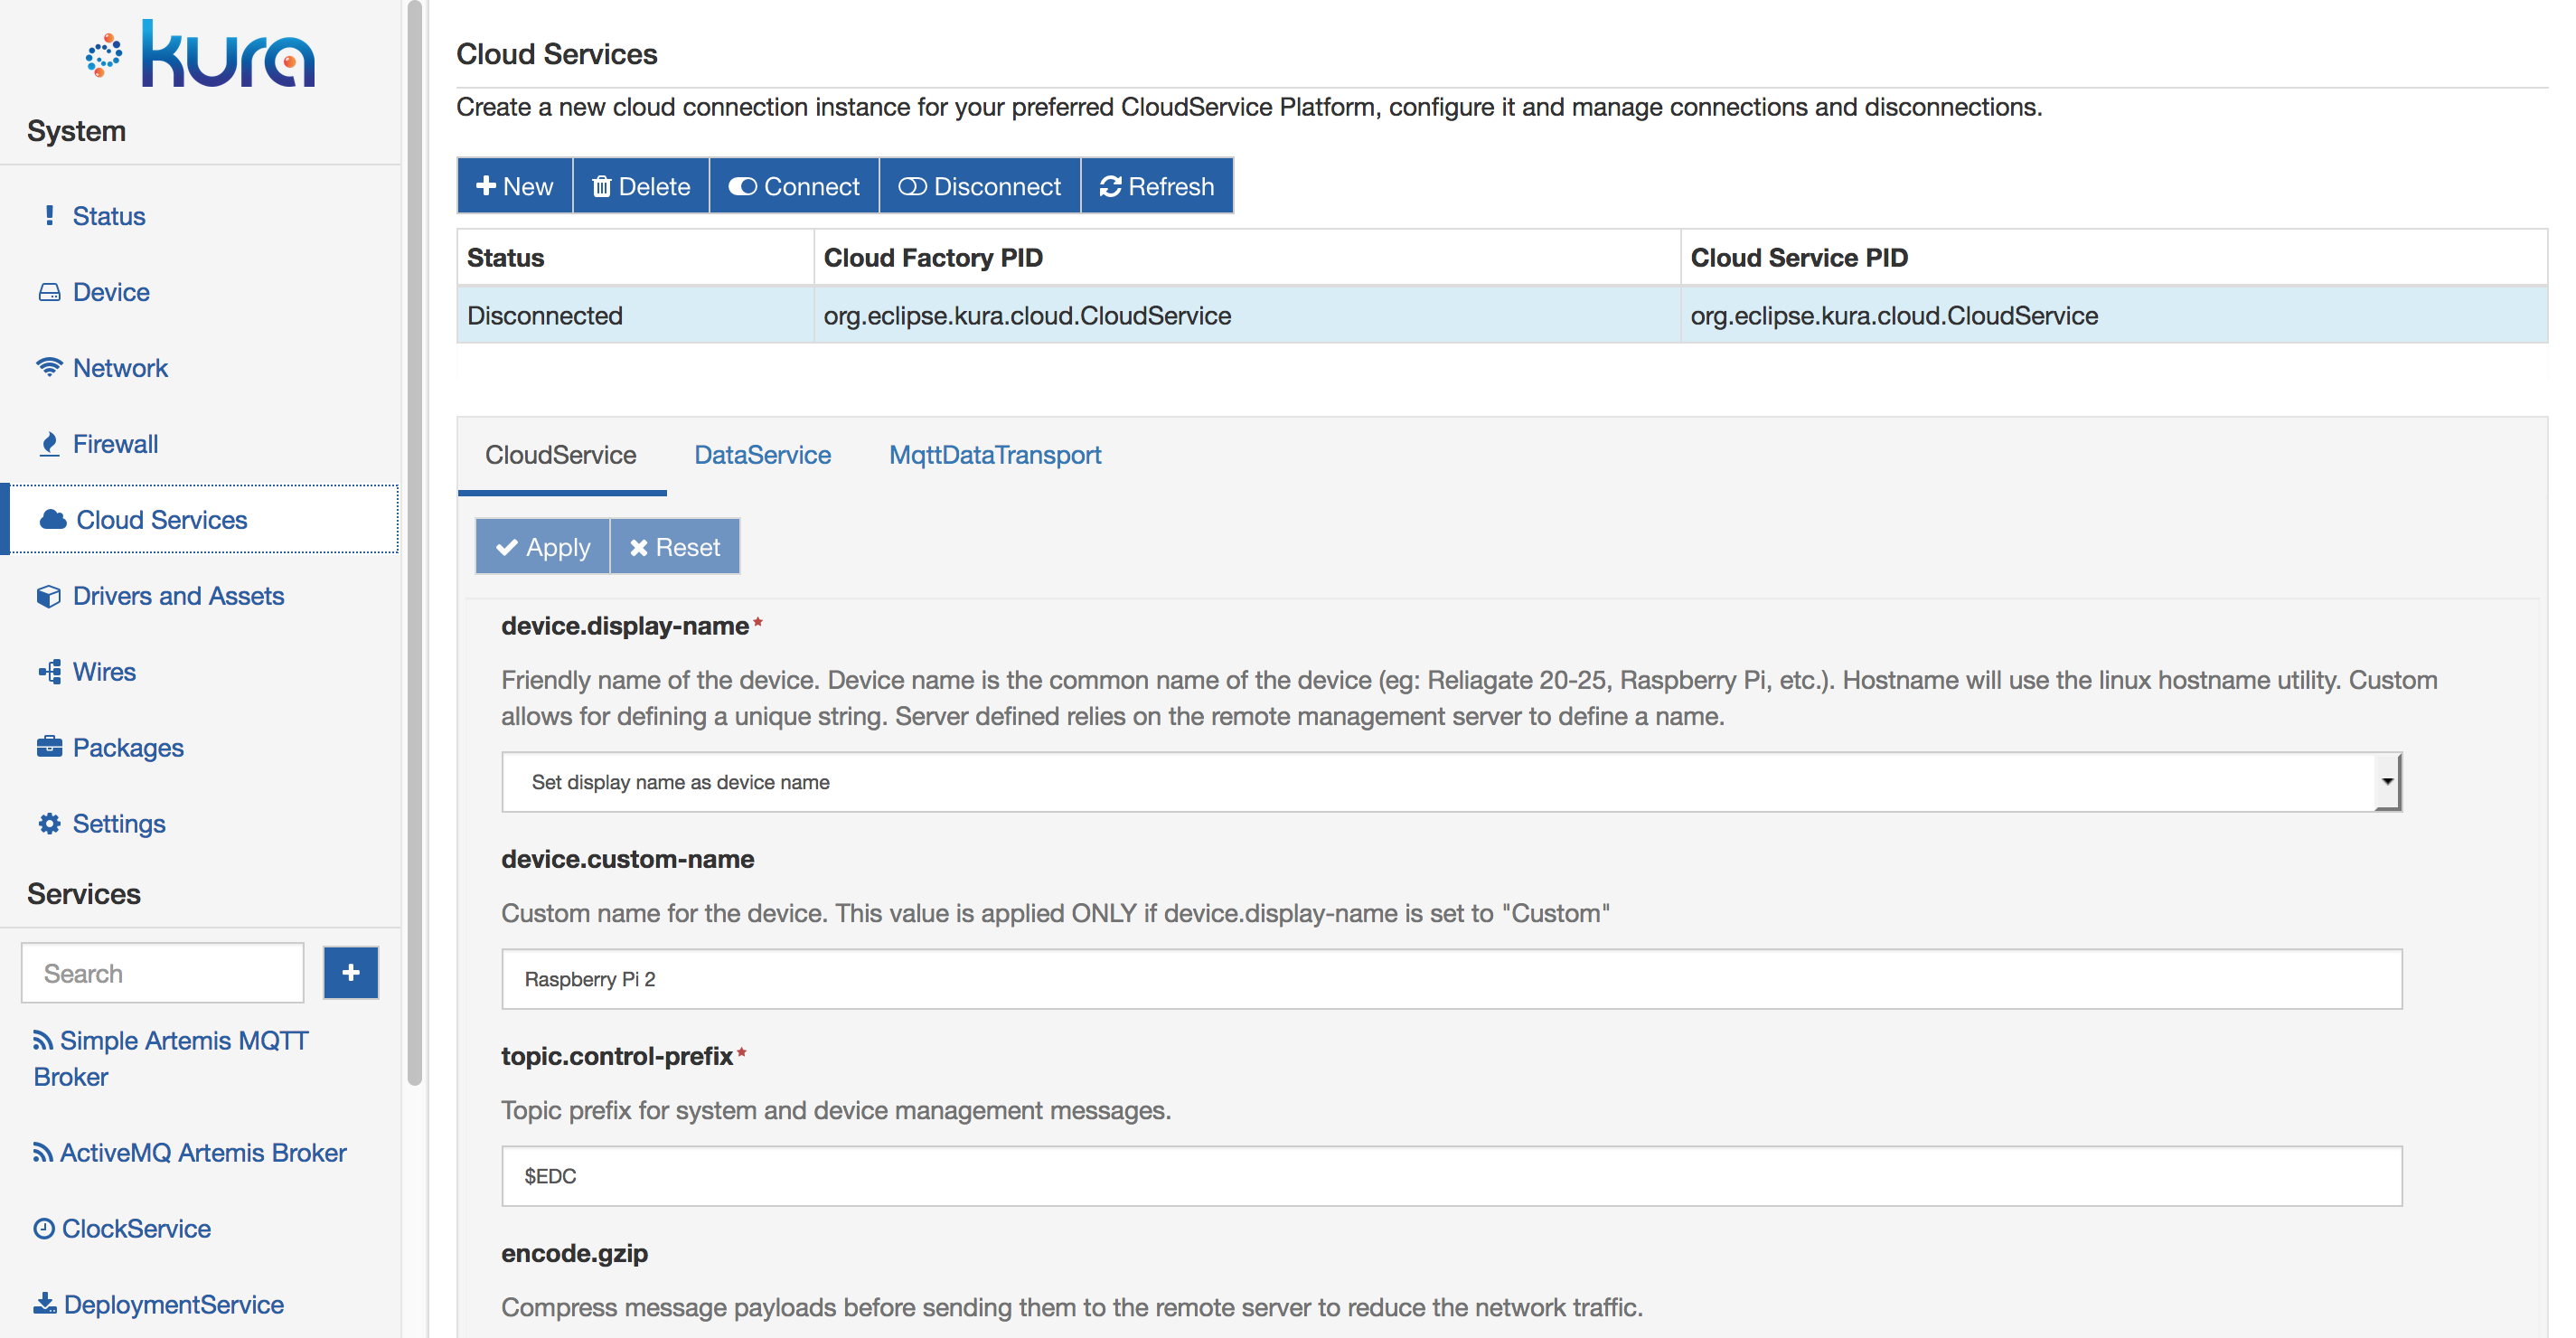 kura
System
Status
Device
Network
Firewall
Cloud Services
Drivers and Assets
Wires
Packages
Settings
Services
Search
Simple Artemis MQTT
Broker
ActiveMQ Artemis Broker
ClockService
DeploymentService
Cloud Services
Create a new cloud connection instance for your preferred CloudService Platform, configure it and manage connections and disconnections.
New Delete Connect Disconnect Refresh
Status Cloud Factory PID Cloud Service PID
Disconnected org.eclipse.kura.cloud.CloudService org.eclipse.kura.cloud.CloudService
CloudService DataService MqttDataTransport
Apply Reset
device.display-name*
Friendly name of the device. Device name is the common name of the device (eg: Reliagate 20-25, Raspberry Pi, etc.). Hostname will use the linux hostname utility. Custom
allows for defining a unique string. Server defined relies on the remote management server to define a name.
Set display name as device name
device.custom-name
Custom name for the device. This value is applied ONLY if device.display-name is set to "Custom"
Raspberry Pi 2
topic.control-prefix*
Topic prefix for system and device management messages.
$EDC
encode.gzip
Compress message payloads before sending them to the remote server to reduce the network traffic.